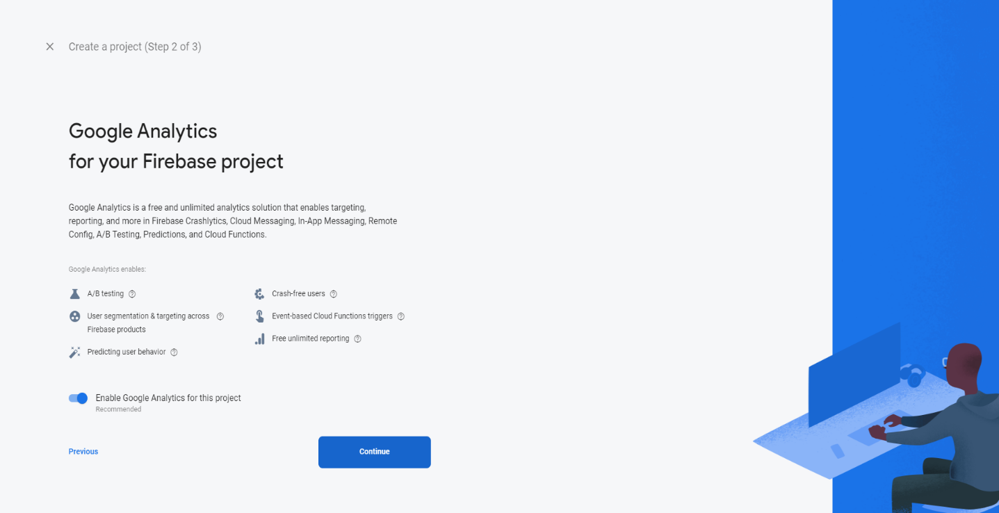 Create a project (Step 2 of 3)
Google Analytics
for your Firebase project
Google Analytics is a free and unlimited analytics solution that enables targeting,
reporting, and more in Firebase Crashlytics, Cloud Messaging, In-App Messaging, Remote
Config, A/B Testing, Predictions, and Cloud Functions.
Google Analytics enables:
A/B testing
User segmentation & targeting across
Firebase products
Predicting user behavior
Crash-free users
Event-based Cloud Functions triggers
Free unlimited reporting
Enable Google Analytics for this project
Recommended
Previous
Continue